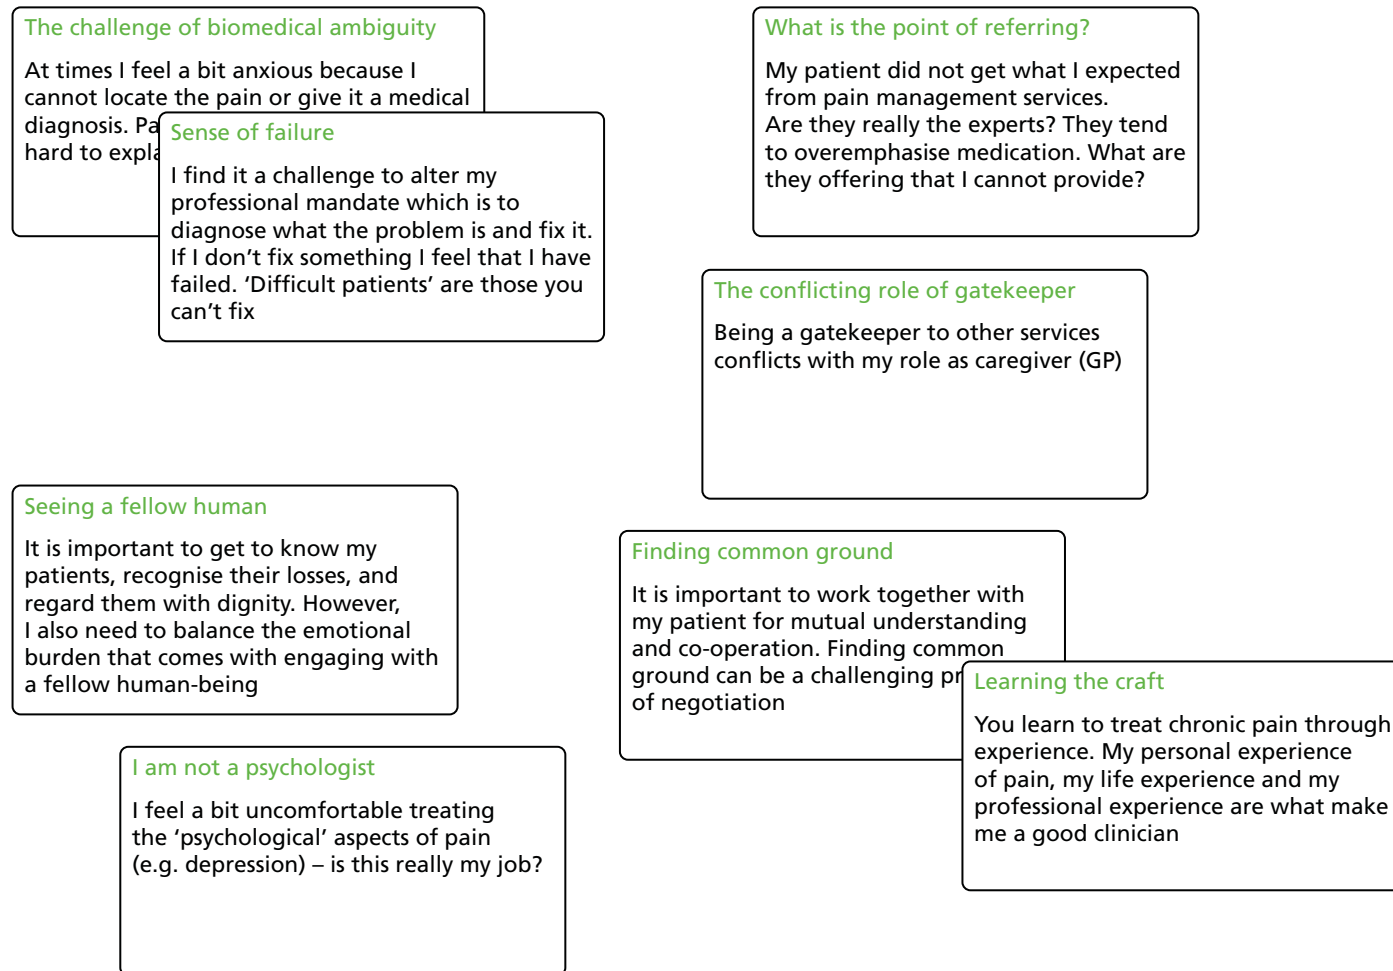 The challenge of biomedical ambiguity
At times I feel a bit anxious because I
cannot locate the pain or give it a medical
diagnosis.
hard to
Sense of failure
I find it a challenge to alter my
professional mandate which is to
diagnose what the problem is and fix it.
If I don’t fix something I feel that I have
failed. ‘Difficult patients’ are those you
can’t fix
What is the point of referring?
My patient did not get what I expected
from pain management services.
Are they really the experts? They tend
to overemphasise medication. What are
they offering that I cannot provide?
The conflicting role of gatekeeper
Being a gatekeeper to other services
conflicts with my role as caregiver (GP)
Seeing a fellow human
It is important to get to know my
patients, recognise their losses, and
regard them with dignity. However,
I also need to balance the emotional
burden that comes with engaging with
a fellow human-being
Finding common ground
It is important to work together with
my patient for mutual understanding
and co-operation. Finding common
ground can be a challenging
of negotiation
Learning the craft
You learn to treat chronic pain through
experience. My personal experience
of pain, my life experience and my
professional experience are what make
me a good clinician
I am not a psychologist
I feel a bit uncomfortable treating
the ‘psychological’ aspects of pain
(e.g. depression) – is this really my job?